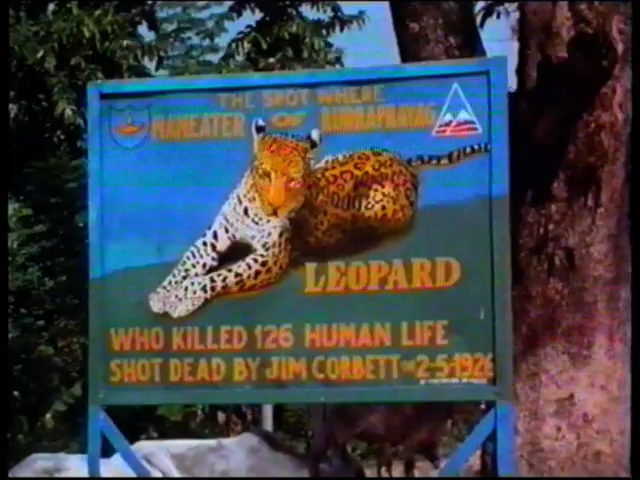 THE SPOT WHERE
MANEATER OF RUDRAPRAYAG
LEOPARD
WHO KILLED 126 HUMAN LIFE
SHOT DEAD BY JIM CORBETT ON 2-5-1926